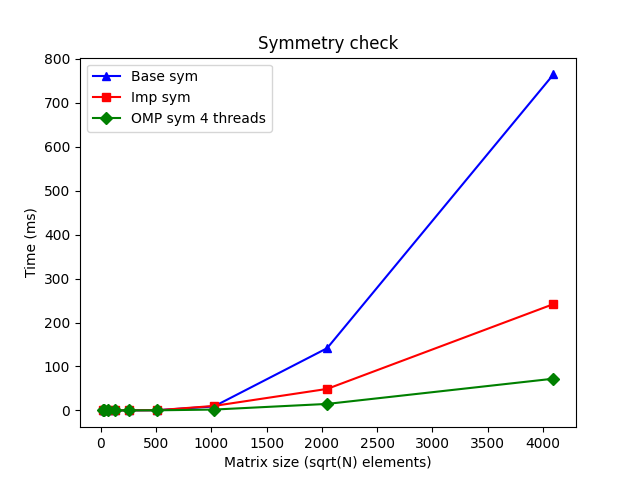 Symmetry check
Base sym
Imp sym
OMP sym 4 threads
Time (ms)
800
700
600
500
400
300
200
100
0
0 500 1000 1500 2000 2500 3000 3500 4000
Matrix size (sqrt(N) elements)